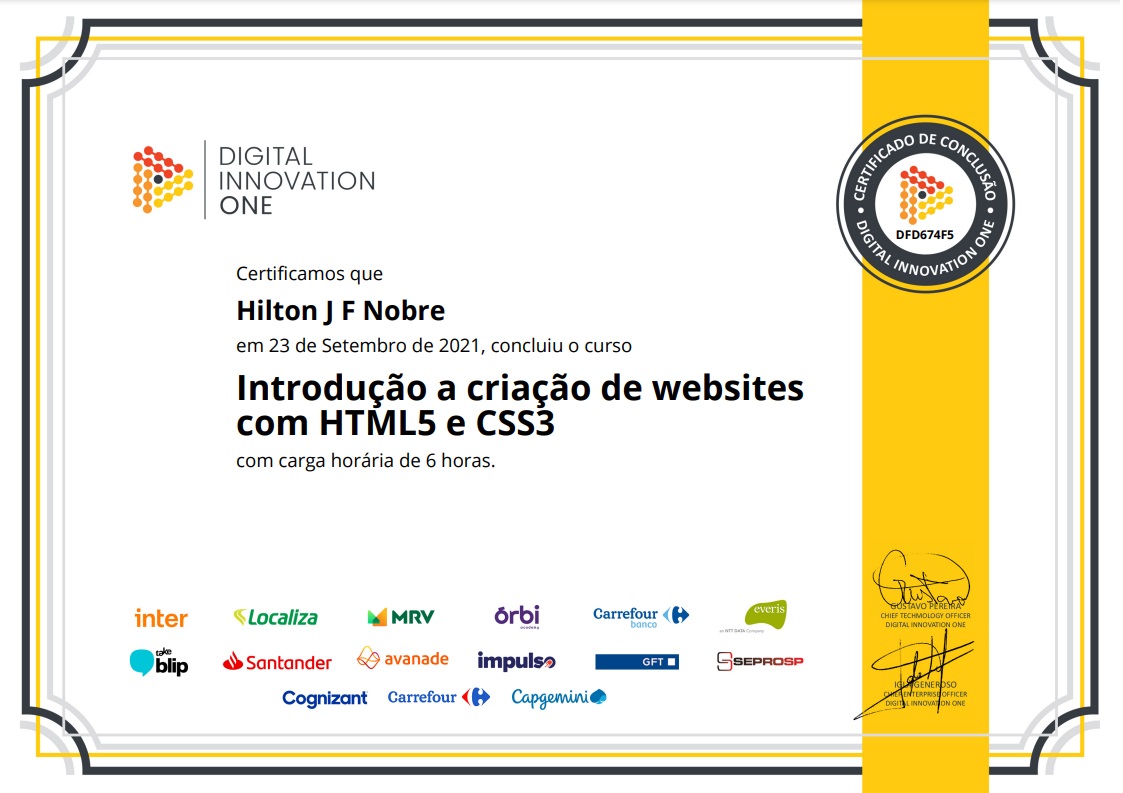 DIGITAL
INNOVATION
ONE
CERTIFICADO DE CONCLUSÃO
DFD674F5
DIGITAL INNOVATION ONE
Certificamos que
Hilton J F Nobre
em 23 de Setembro de 2021, concluiu o curso
Introdução a criação de websites
com HTML5 e CSS3
com carga horária de 6 horas.
inter
Localiza
MRV
órbi
academy
Carrefour
banco
everis
an NTT DATA Company
take
blip
Santander
avanade
impulso
GFT
SEPROSP
Cognizant
Carrefour
Capgemini
Gustavo
GUSTAVO PEREIRA
CHIEF TECHNOLOGY OFFICER
DIGITAL INNOVATION ONE
GENEROSO
CHIEF ENTERPRISE OFFICER
DIGITAL INNOVATION ONE